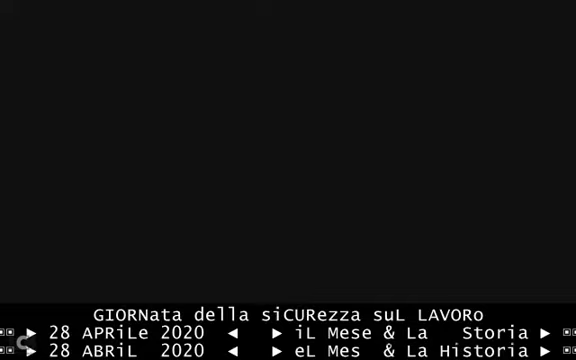 GIORNata della siCURezza suL LAVORo
▶ 28 APRiLe 2020 ◀ ▶ iL Mese & La Storia ▶
▶ 28 ABRiL 2020 ◀ ▶ eL Mes & La Historia ▶